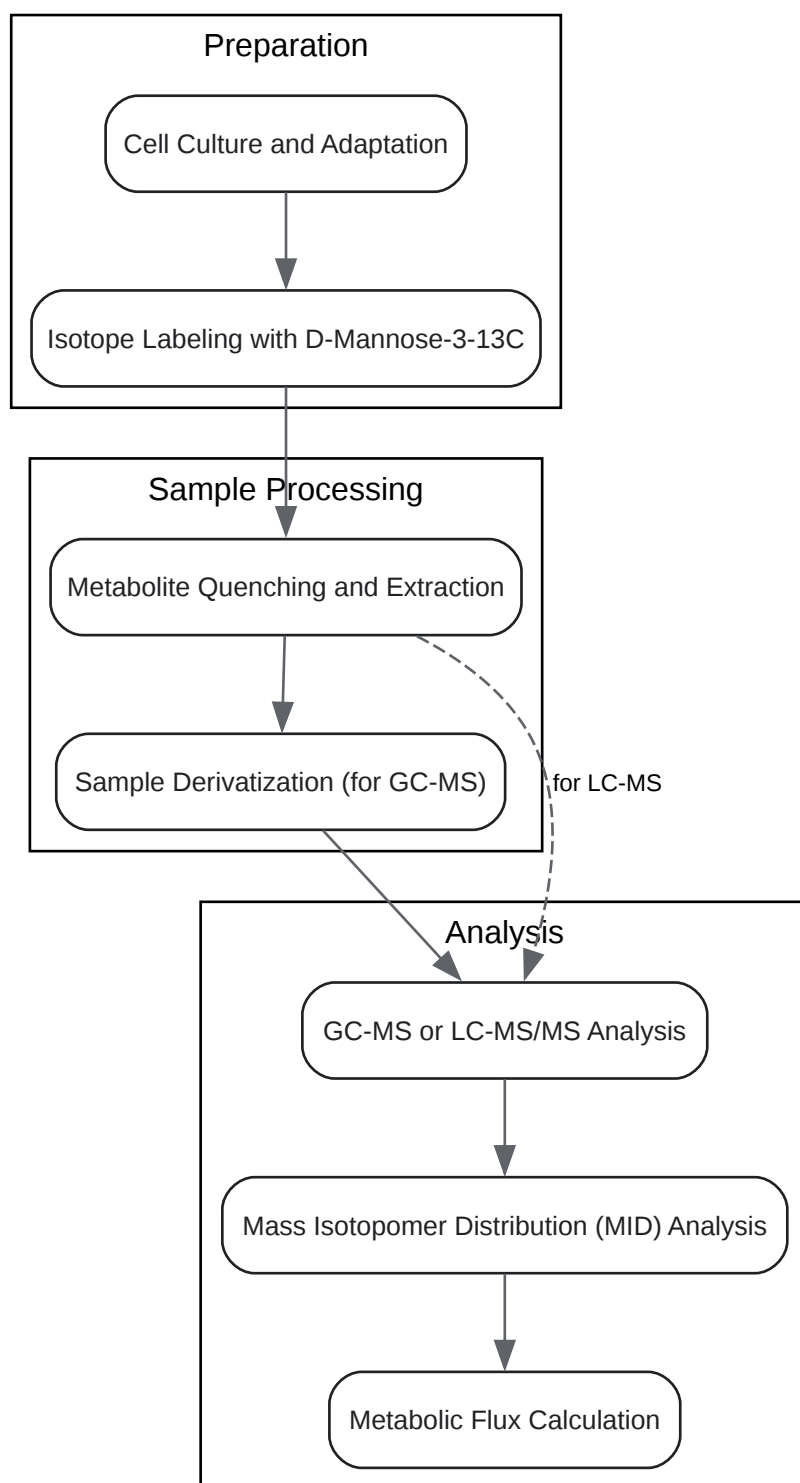 Preparation
Cell Culture and Adaptation
Isotope Labeling with D-Mannose-3-13C
Sample Processing
Metabolite Quenching and Extraction
Sample Derivatization (for GC-MS)
for LC-MS
Analysis
GC-MS or LC-MS/MS Analysis
Mass Isotopomer Distribution (MID) Analysis
Metabolic Flux Calculation